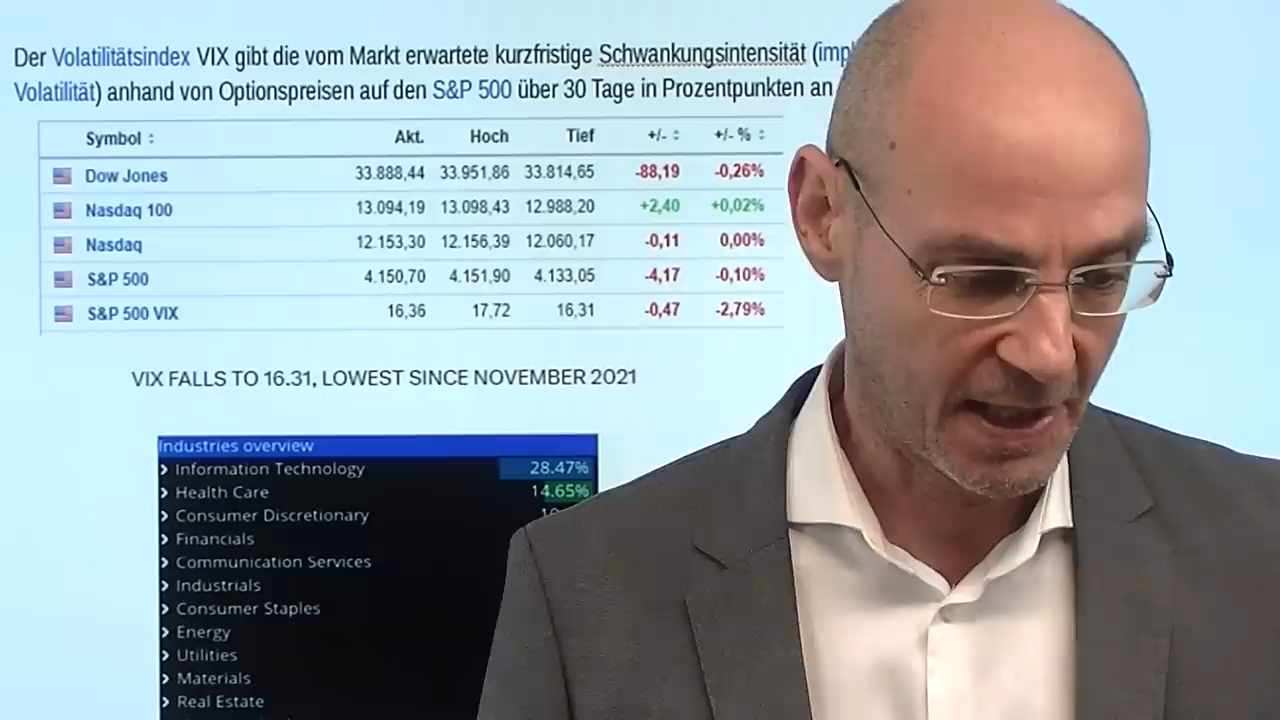 Der Volatilitätsindex VIX gibt die vom Markt erwartete kurzfristige Schwankungsintensität
Volatilität) anhand von Optionspreisen auf den S&P 500 über 30 Tage in Prozentpunkten an
Symbol Akt. Hoch Tief +/- +/- %
Dow Jones 33.888,44 33.951,86 33.814,65 -88,19 -0,26%
Nasdaq 100 13.094,19 13.098,43 12.988,20 +2,40 +0,02%
Nasdaq 12.153,30 12.156,39 12.060,17 -0,11 0,00%
S&P 500 4.150,70 4.151,90 4.133,05 -4,17 -0,10%
S&P 500 VIX 16,36 17,72 16,31 -0,47 -2,79%
VIX FALLS TO 16.31, LOWEST SINCE NOVEMBER 2021
Industries overview
Information Technology 28.47%
Health Care 14.65%
Consumer Discretionary
Financials
Communication Services
Industrials
Consumer Staples
Energy
Utilities
Materials
Real Estate